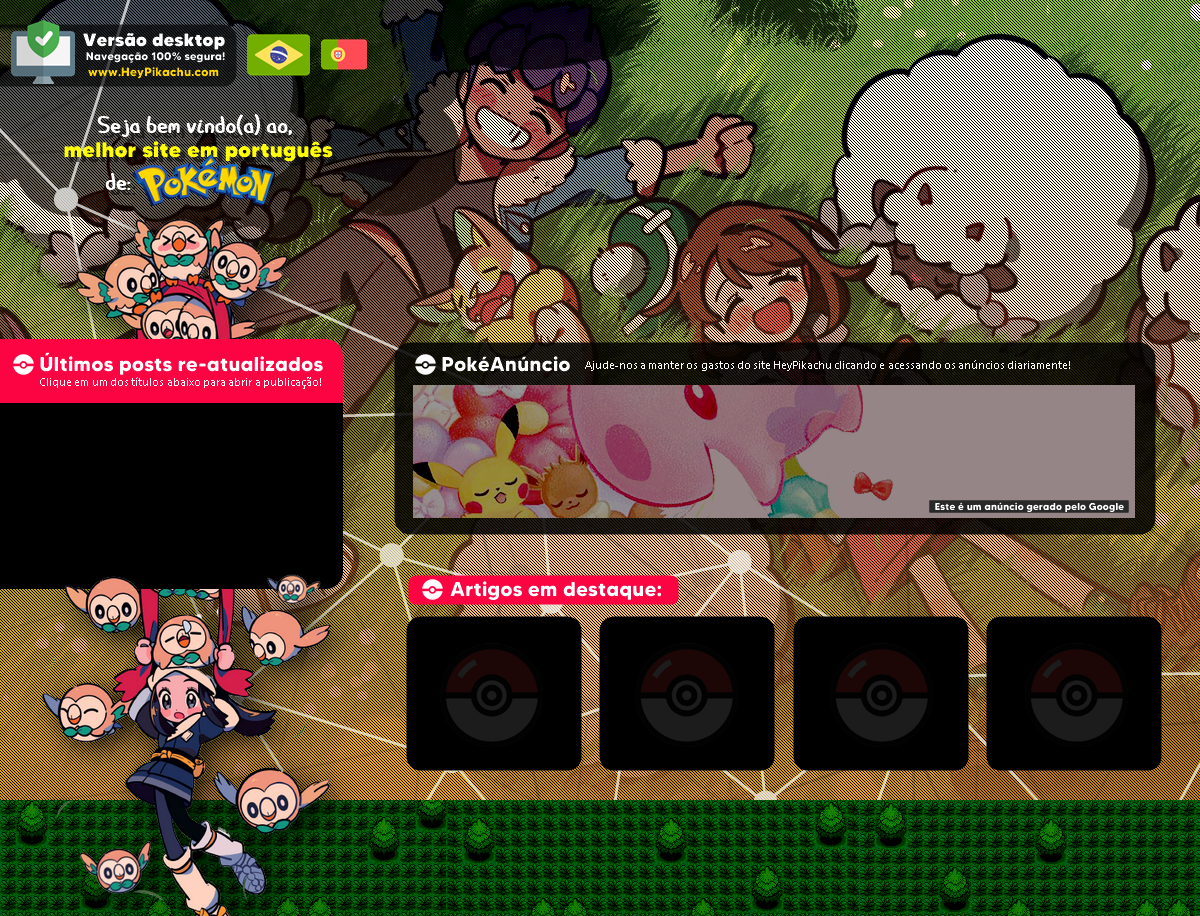 Versão desktop
Navegação 100% segura!
www.HeyPikachu.com
Seja bem vindo(a) ao,
melhor site em português
de: POKéMON
Últimos posts re-atualizados
Clique em um dos títulos abaixo para abrir a publicação!
PokéAnúncio
Ajude-nos a manter os gastos do site HeyPikachu clicando e acessando os anúncios diariamente!
Este é um anúncio gerado pelo Google
Artigos em destaque: